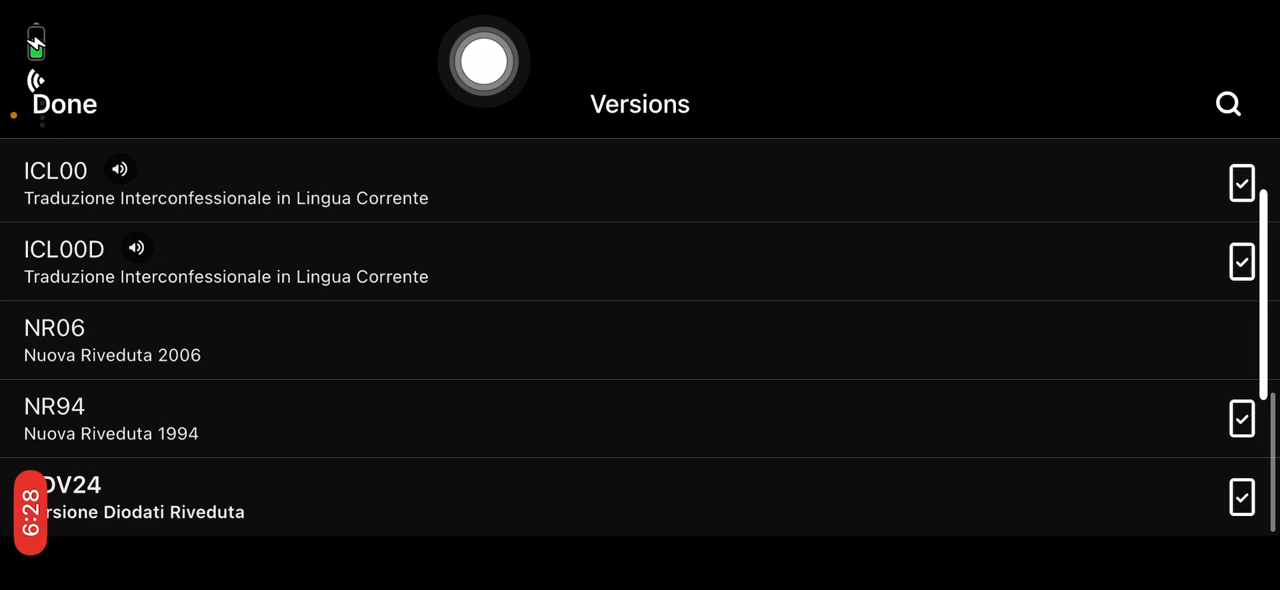 Done
Versions
ICL00
Traduzione Interconfessionale in Lingua Corrente
ICL00D
Traduzione Interconfessionale in Lingua Corrente
NR06
Nuova Riveduta 2006
NR94
Nuova Riveduta 1994
DV24
rsione Diodati Riveduta
6:28